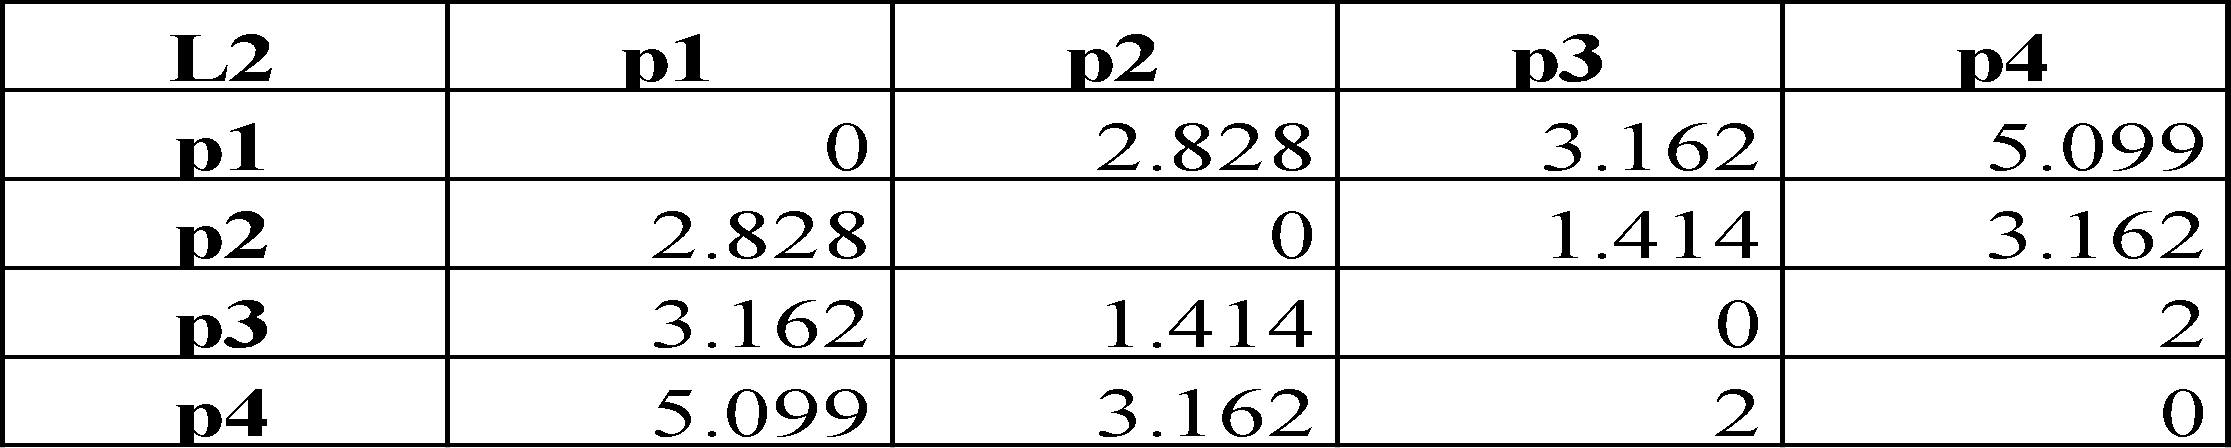 L2 p1 p2 p3 p4
p1 0 2.828 3.162 5.099
p2 2.828 0 1.414 3.162
p3 3.162 1.414 0 2
p4 5.099 3.162 2 0